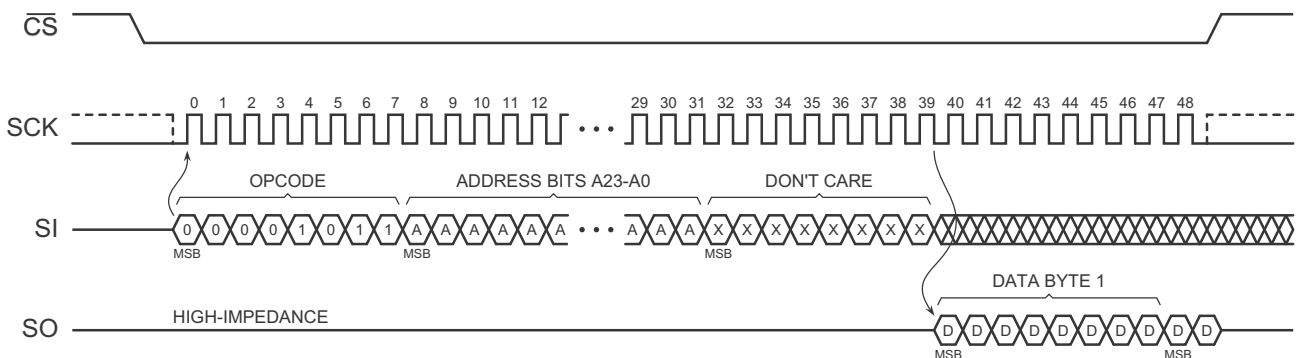 CS
0 1 2 3 4 5 6 7 8 9 10 11 12 29 30 31 32 33 34 35 36 37 38 39 40 41 42 43 44 45 46 47 48
SCK
OPCODE ADDRESS BITS A23-A0 DON'T CARE
SI 0 0 0 0 1 0 1 1 A A A A A A A A A X X X X X X X X
MSB MSB MSB
DATA BYTE 1
HIGH-IMPEDANCE
SO D D D D D D D D D D
MSB MSB